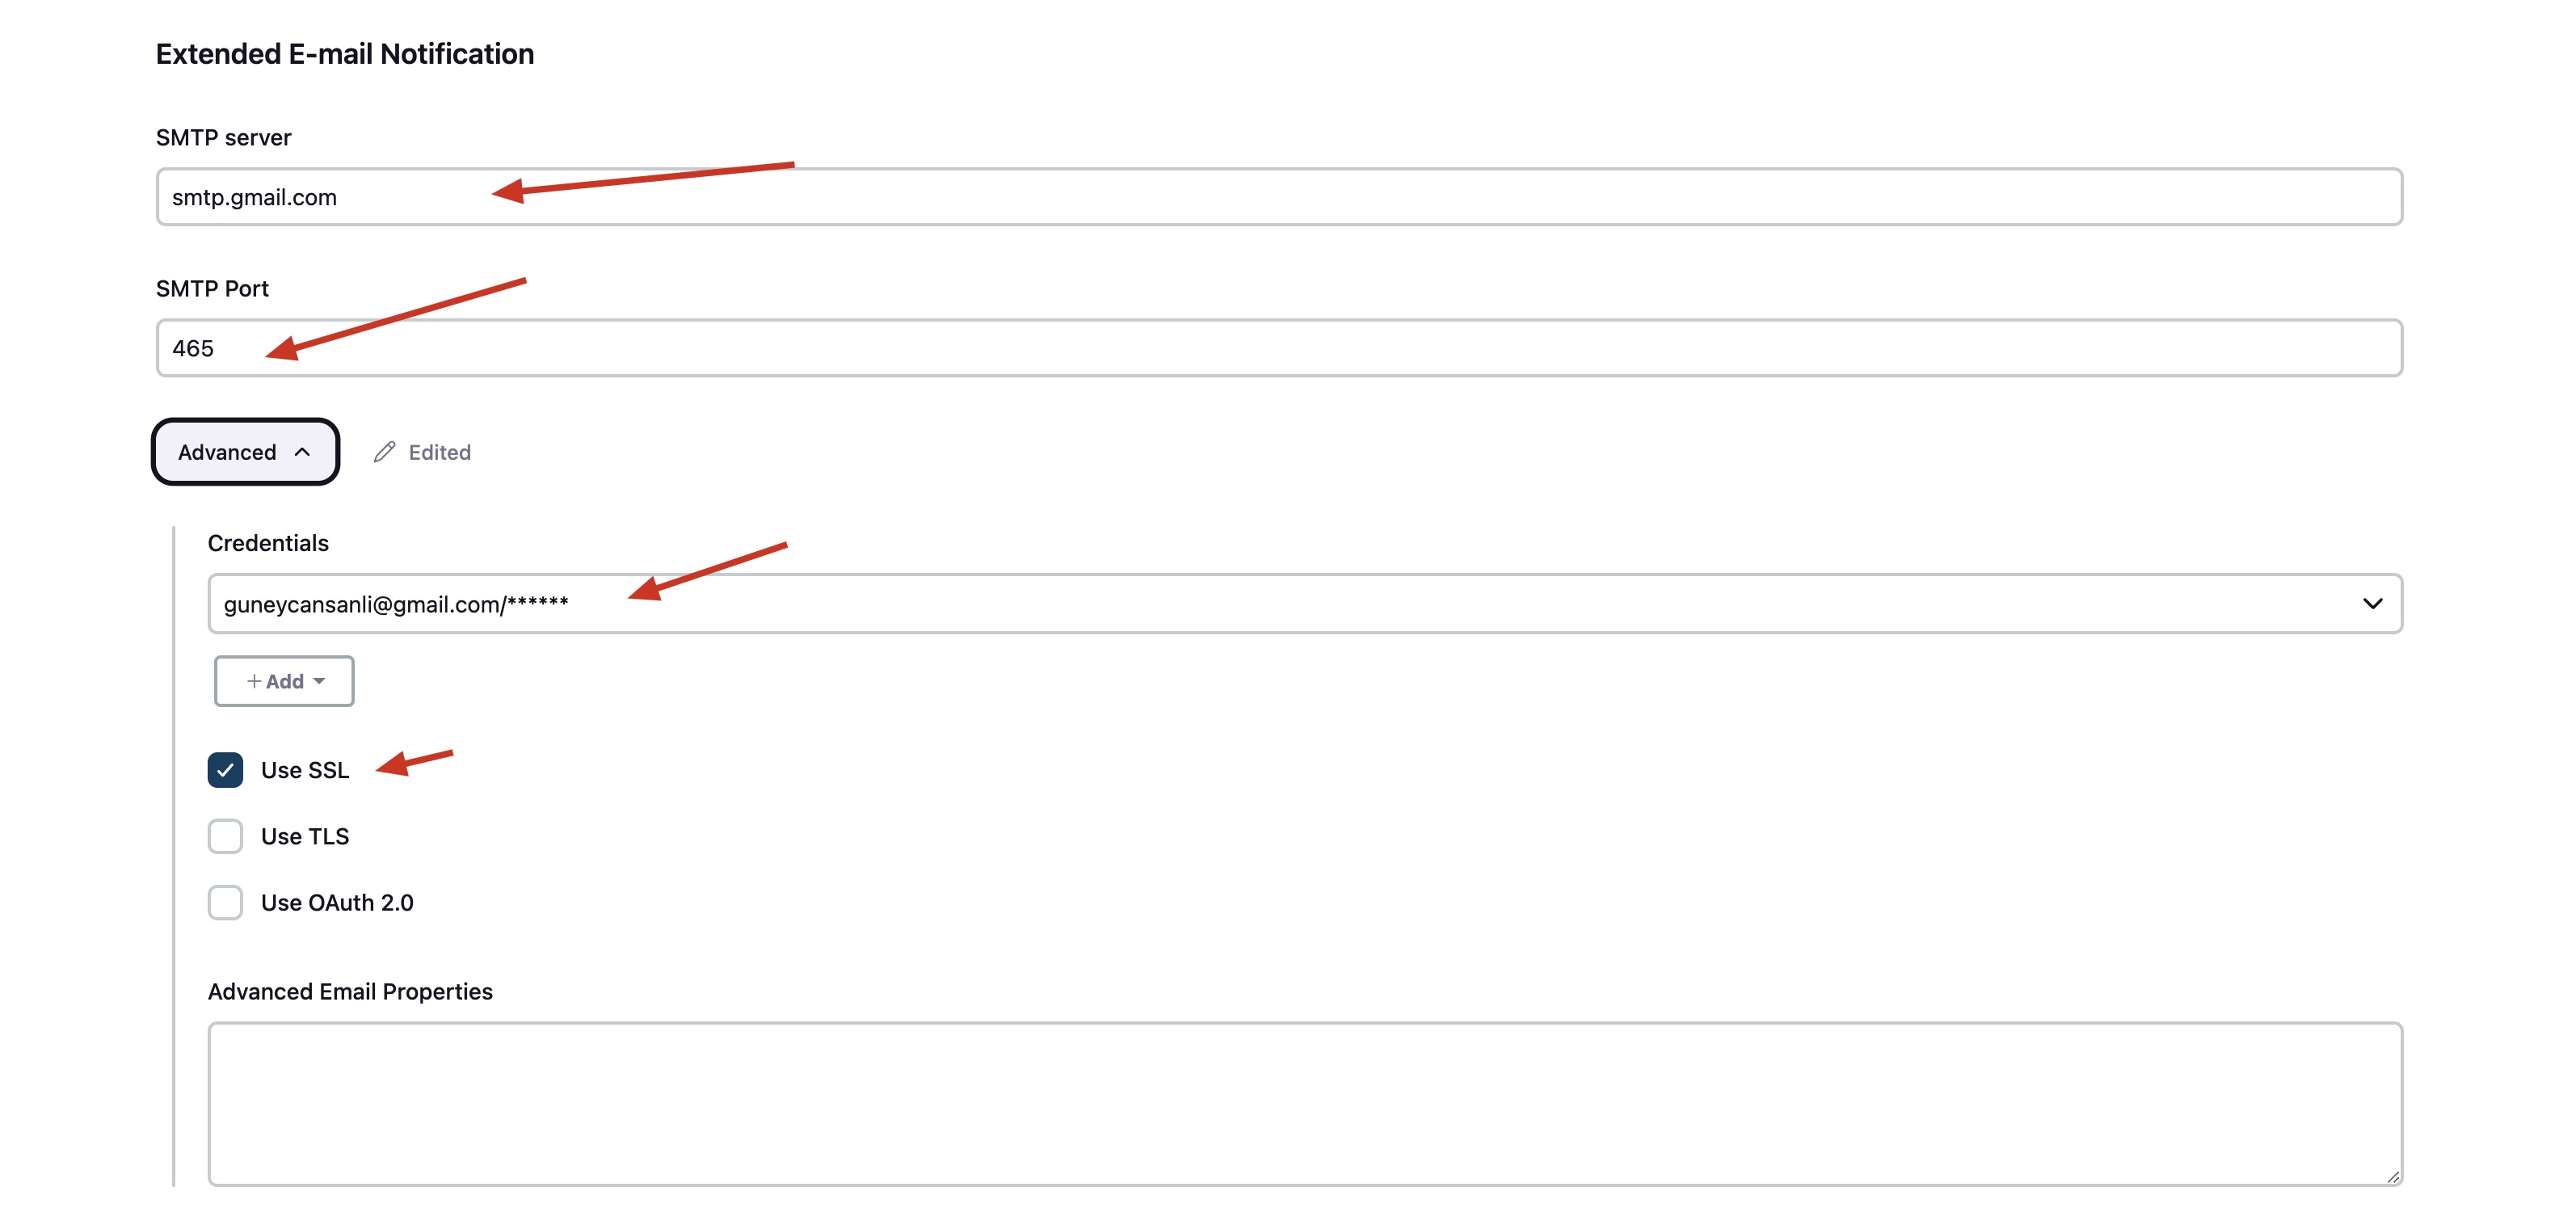 Extended E-mail Notification
SMTP server
smtp.gmail.com
SMTP Port
465
Advanced
Edited
Credentials
guneycansanli@gmail.com/******
+ Add
Use SSL
Use TLS
Use OAuth 2.0
Advanced Email Properties